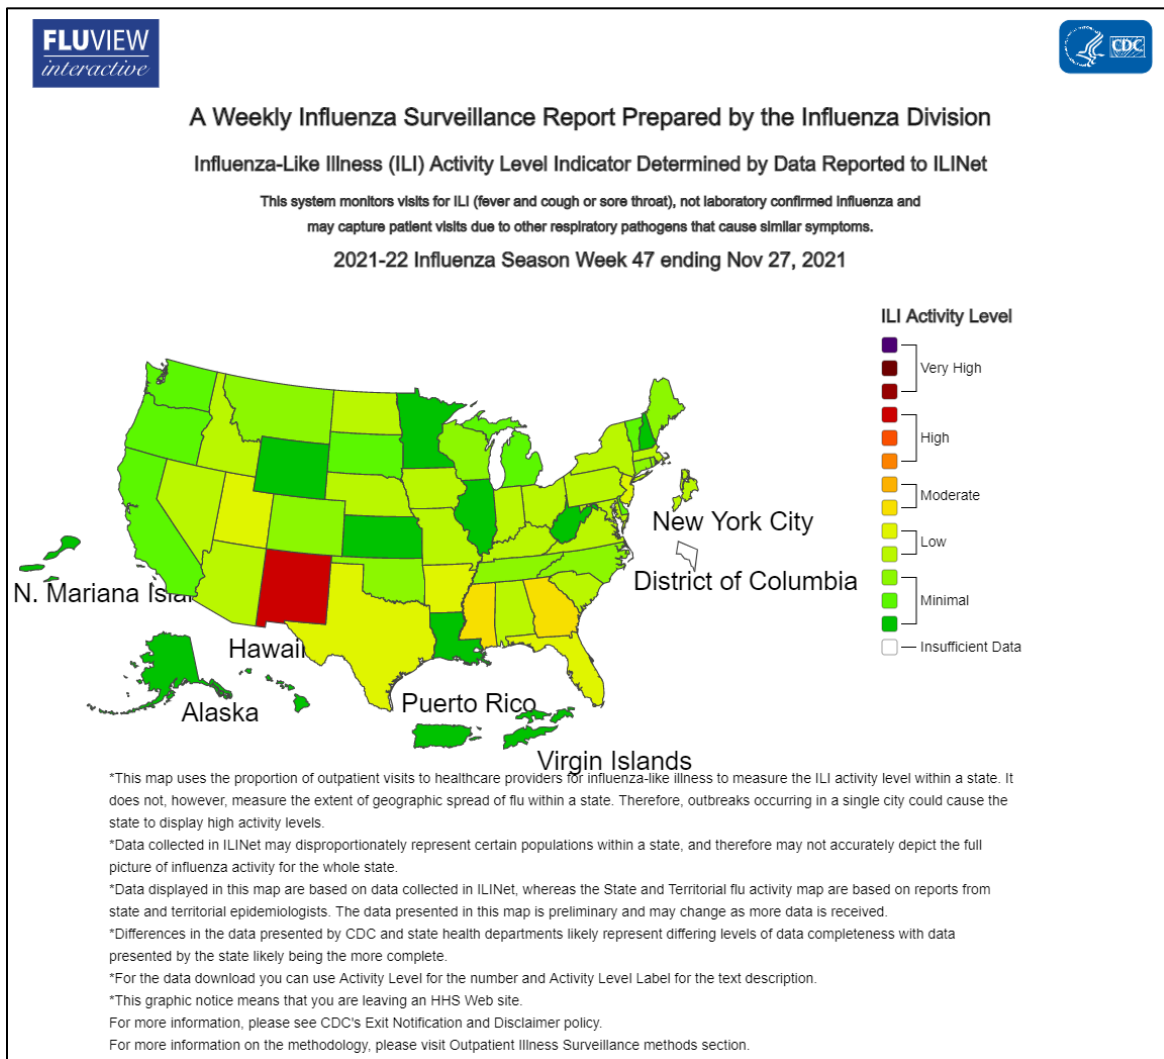 FLUVIEW
interactive
CDC
A Weekly Influenza Surveillance Report Prepared by the Influenza Division
Influenza-Like Illness (ILI) Activity Level Indicator Determined by Data Reported to ILINet
This system monitors visits for ILI (fever and cough or sore throat), not laboratory confirmed influenza and
may capture patient visits due to other respiratory pathogens that cause similar symptoms.
2021-22 Influenza Season Week 47 ending Nov 27, 2021
ILI Activity Level
Very High
High
Moderate
Low
Minimal
Insufficient Data
New York City
District of Columbia
N. Mariana Isla
Hawaii
Alaska
Puerto Rico
Virgin Islands
*This map uses the proportion of outpatient visits to healthcare providers for influenza-like illness to measure the ILI activity level within a state. It
does not, however, measure the extent of geographic spread of flu within a state. Therefore, outbreaks occurring in a single city could cause the
state to display high activity levels.
*Data collected in ILINet may disproportionately represent certain populations within a state, and therefore may not accurately depict the full
picture of influenza activity for the whole state.
*Data displayed in this map are based on data collected in ILINet, whereas the State and Territorial flu activity map are based on reports from
state and territorial epidemiologists. The data presented in this map is preliminary and may change as more data is received.
*Differences in the data presented by CDC and state health departments likely represent differing levels of data completeness with data
presented by the state likely being the more complete.
*For the data download you can use Activity Level for the number and Activity Level Label for the text description.
*This graphic notice means that you are leaving an HHS Web site.
For more information, please see CDC's Exit Notification and Disclaimer policy.
For more information on the methodology, please visit Outpatient Illness Surveillance methods section.